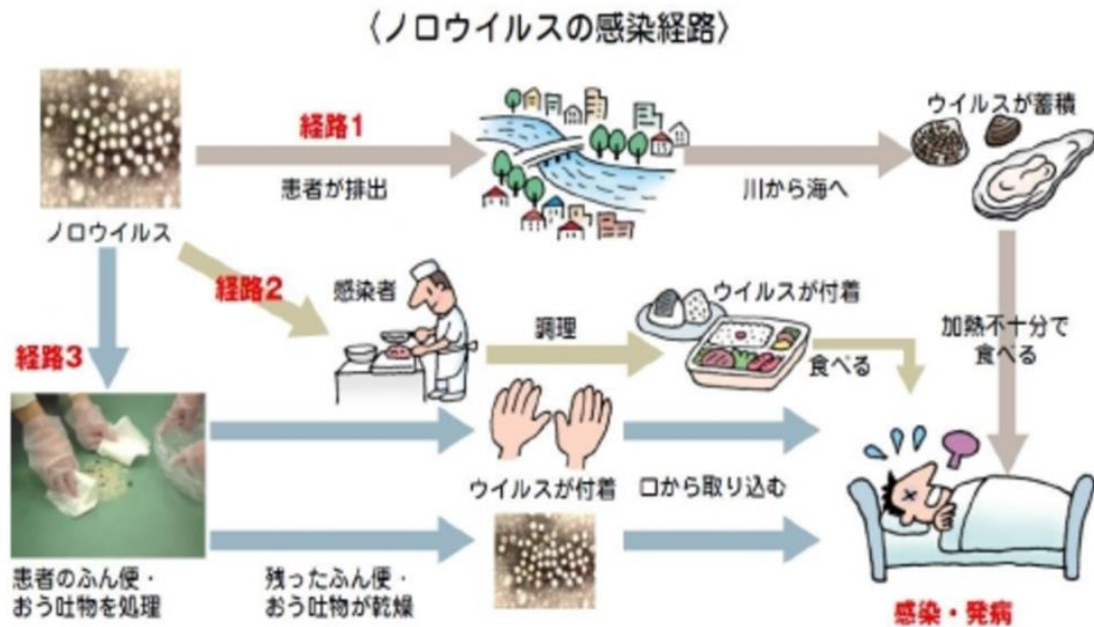 〈ノロウイルスの感染経路〉
経路1
患者が排出
川から海へ
ウイルスが蓄積
ノロウイルス
経路2
感染者
調理
ウイルスが付着
食べる
加熱不十分で
食べる
経路3
ウイルスが付着
口から取り込む
患者のふん便・
おう吐物を処理
残ったふん便・
おう吐物が乾燥
感染・発病